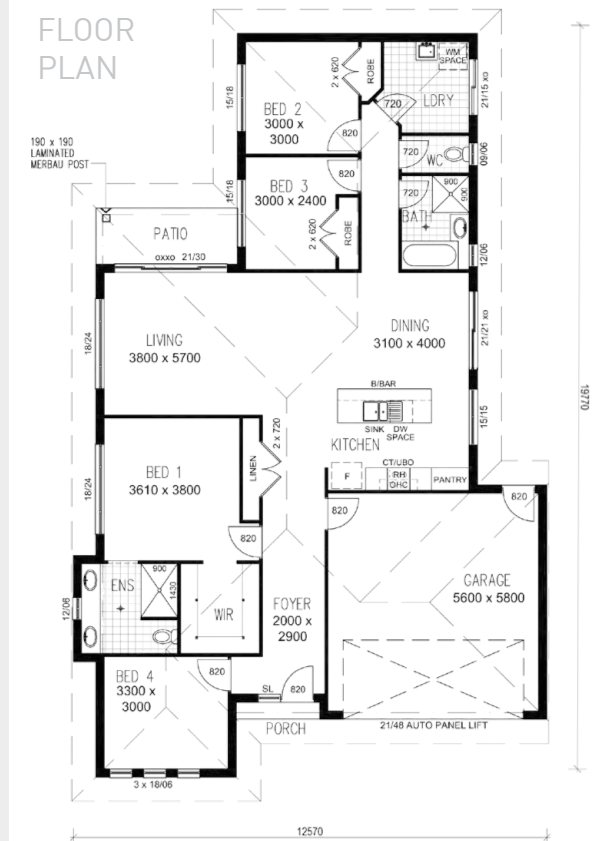 FLOOR
PLAN
190 x 190
LAMINATED
MERBAU POST
15/18
BED 2
3000 x
3000
2 x 620
ROBE
820
WM
SPACE
LDRY
720
21/15 xo
720
WC
09/06
BED 3
3000 x 2400
820
15/18
2 x 620
ROBE
720
900
900
BATH
12/06
PATIO
oxxo 21/30
LIVING
3800 x 5700
18/24
DINING
3100 x 4000
21/21 xo
B/BAR
SINK
DW
SPACE
KITCHEN
15/15
CT/UBO
F
RH
OHC
PANTRY
19770
BED 1
3610 x 3800
18/24
LINEN
2 x 720
820
820
820
ENS
900
1430
WIR
12/06
FOYER
2000 x
2900
GARAGE
5600 x 5800
BED 4
3300 x
3000
820
SL
820
PORCH
21/48 AUTO PANEL LIFT
3 x 18/06
12570